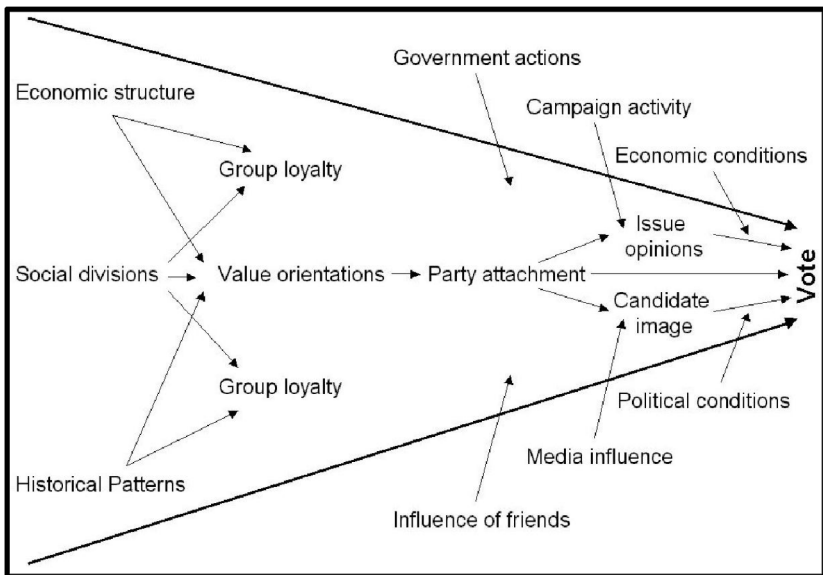 Government actions
Economic structure
Campaign activity
Economic conditions
Group loyalty
Issue
opinions
Social divisions
Value orientations
Party attachment
Vote
Candidate
image
Group loyalty
Political conditions
Media influence
Historical Patterns
Influence of friends